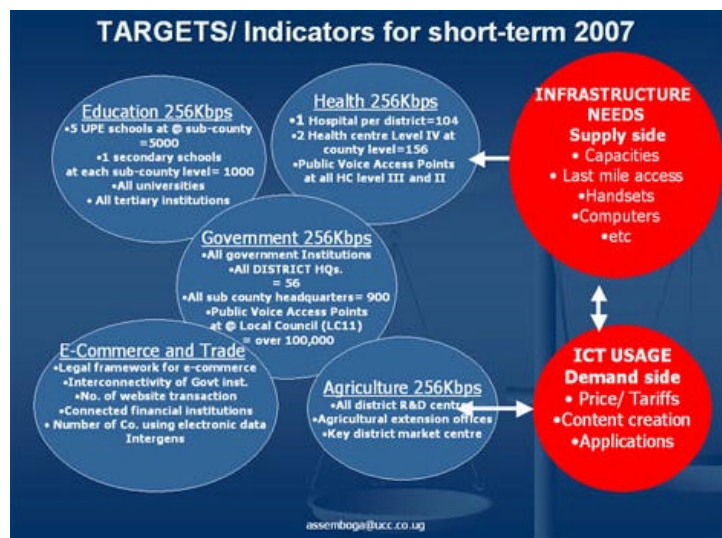 TARGETS/ Indicators for short-term 2007
Education 256Kbps
•5 UPE schools at @ sub-county
=5000
•1 secondary schools
at each sub-county level= 1000
•All universities
• All tertiary institutions
Health 256Kbps
•1 Hospital per district=104
•2 Health centre Level IV at
county level=156
•Public Voice Access Points
at all HC level III and II
INFRASTRUCTURE
NEEDS
Supply side
• Capacities
• Last mile access
•Handsets
•Computers
•etc
Government 256Kbps
•All government Institutions
•All DISTRICT HQs.
= 56
•All sub county headquarters= 900
•Public Voice Access Points
at @ Local Council (LC11)
= over 100,000
E-Commerce and Trade
•Legal framework for e-commerce
•Interconnectivity of Govt inst.
•No. of website transaction
•Connected financial institutions
• Number of Co. using electronic data
Intergens
Agriculture 256Kbps
•All district R&D centre
•Agricultural extension offices
•Key district market centre
ICT USAGE
Demand side
• Price/ Tariffs
•Content creation
•Applications
assemboga@ucc.co.ug